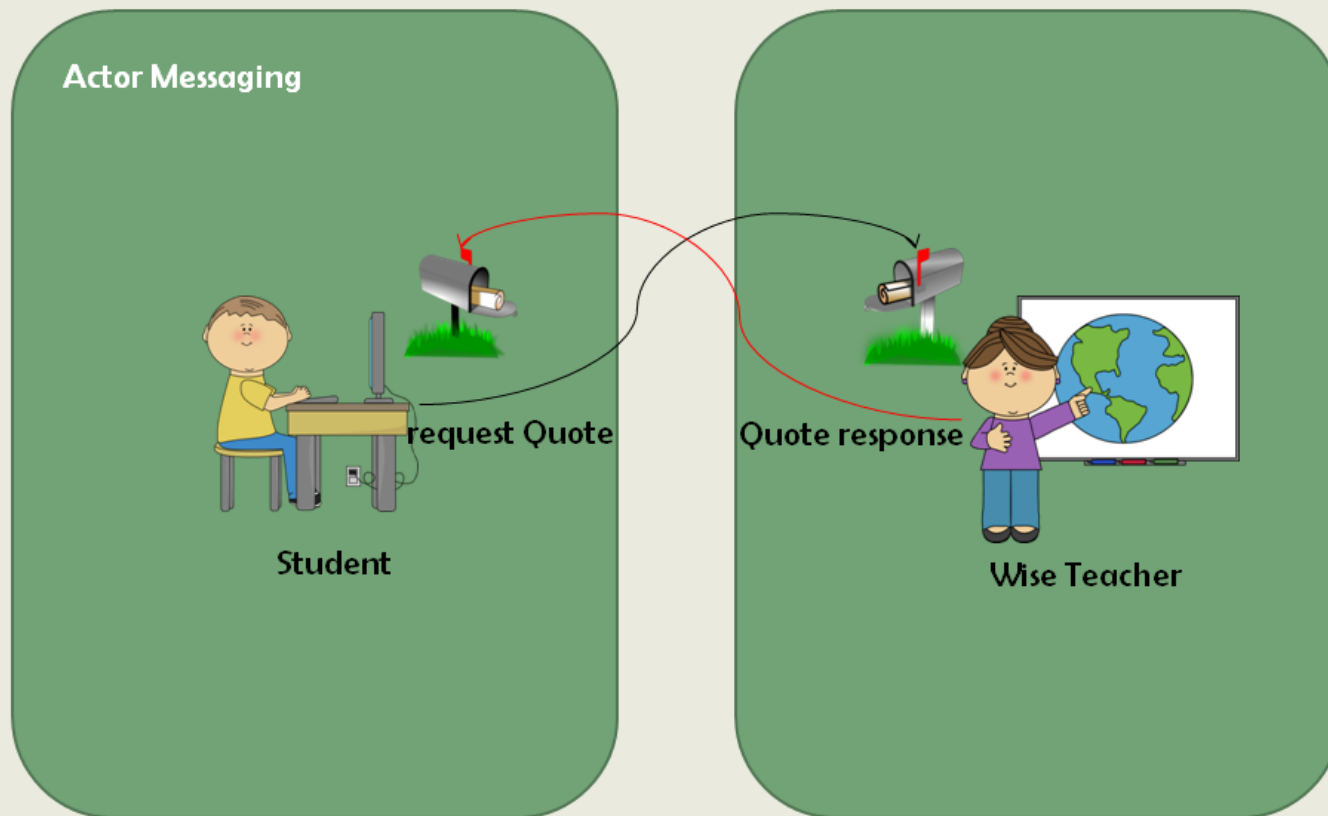 Actor Messaging
request Quote
Quote response
Student
Wise Teacher